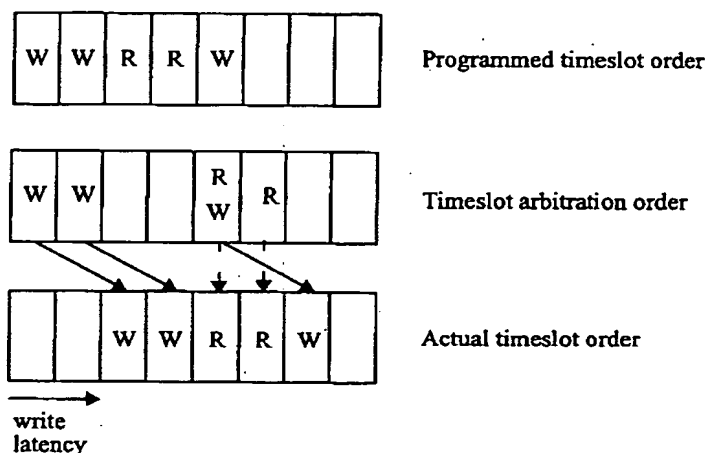 W W R R W Programmed timeslot order
W W R W R Timeslot arbitration order
W W R R W Actual timeslot order
write
latency